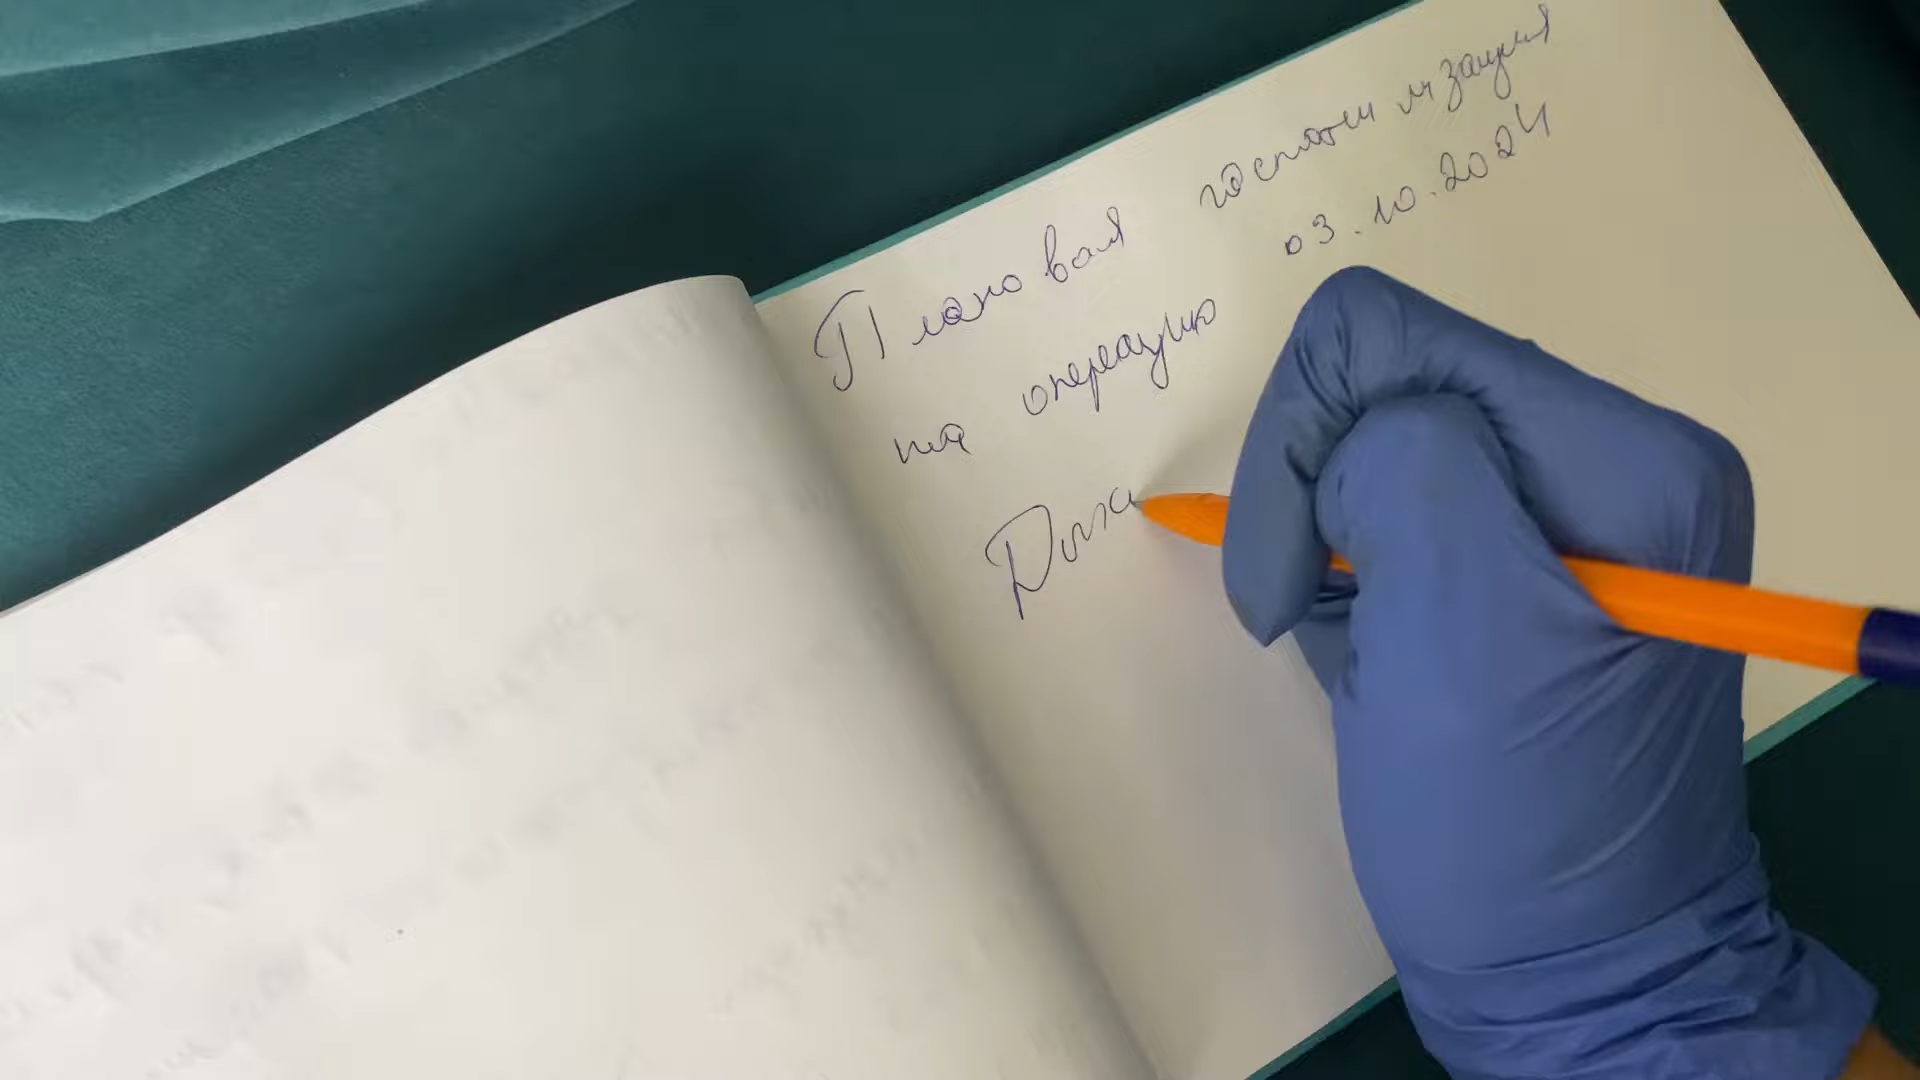 Плановая госпитализация
на операцию 03.10.2024